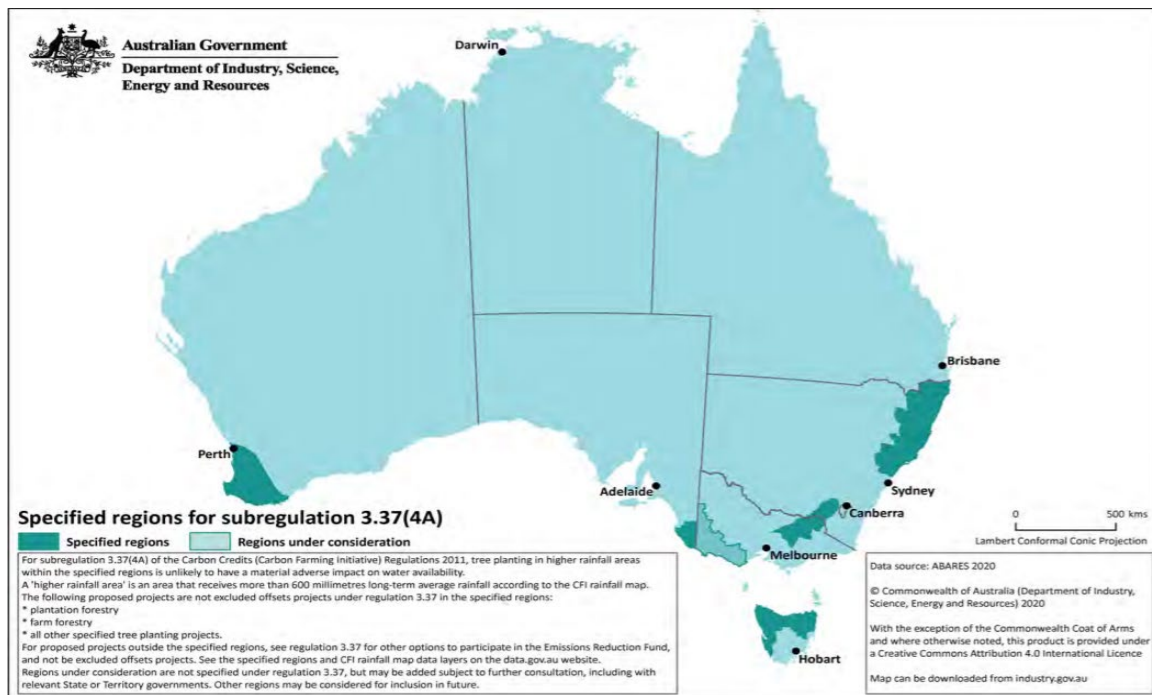 Australian Government
Department of Industry, Science,
Energy and Resources
Darwin
Brisbane
Perth
Adelaide
Sydney
Canberra
Melbourne
Hobart
Specified regions for subregulation 3.37(4A)
Specified regions
Regions under consideration
For subregulation 3.37(4A) of the Carbon Credits (Carbon Farming Initiative) Regulations 2011, tree planting in higher rainfall areas
within the specified regions is unlikely to have a material adverse impact on water availability.
A 'higher rainfall area' is an area that receives more than 600 millimetres long-term average rainfall according to the CFI rainfall map.
The following proposed projects are not excluded offsets projects under regulation 3.37 in the specified regions:
* plantation forestry
* farm forestry
* all other specified tree planting projects.
For proposed projects outside the specified regions, see regulation 3.37 for other options to participate in the Emissions Reduction Fund,
and not be excluded offsets projects. See the specified regions and CFI rainfall map data layers on the data.gov.au website.
Regions under consideration are not specified under regulation 3.37, but may be added subject to further consultation, including with
relevant State or Territory governments. Other regions may be considered for inclusion in future.
0 500 kms
Lambert Conformal Conic Projection
Data source: ABARES 2020
© Commonwealth of Australia (Department of Industry,
Science, Energy and Resources) 2020
With the exception of the Commonwealth Coat of Arms
and where otherwise noted, this product is provided under
a Creative Commons Attribution 4.0 International Licence
Map can be downloaded from industry.gov.au